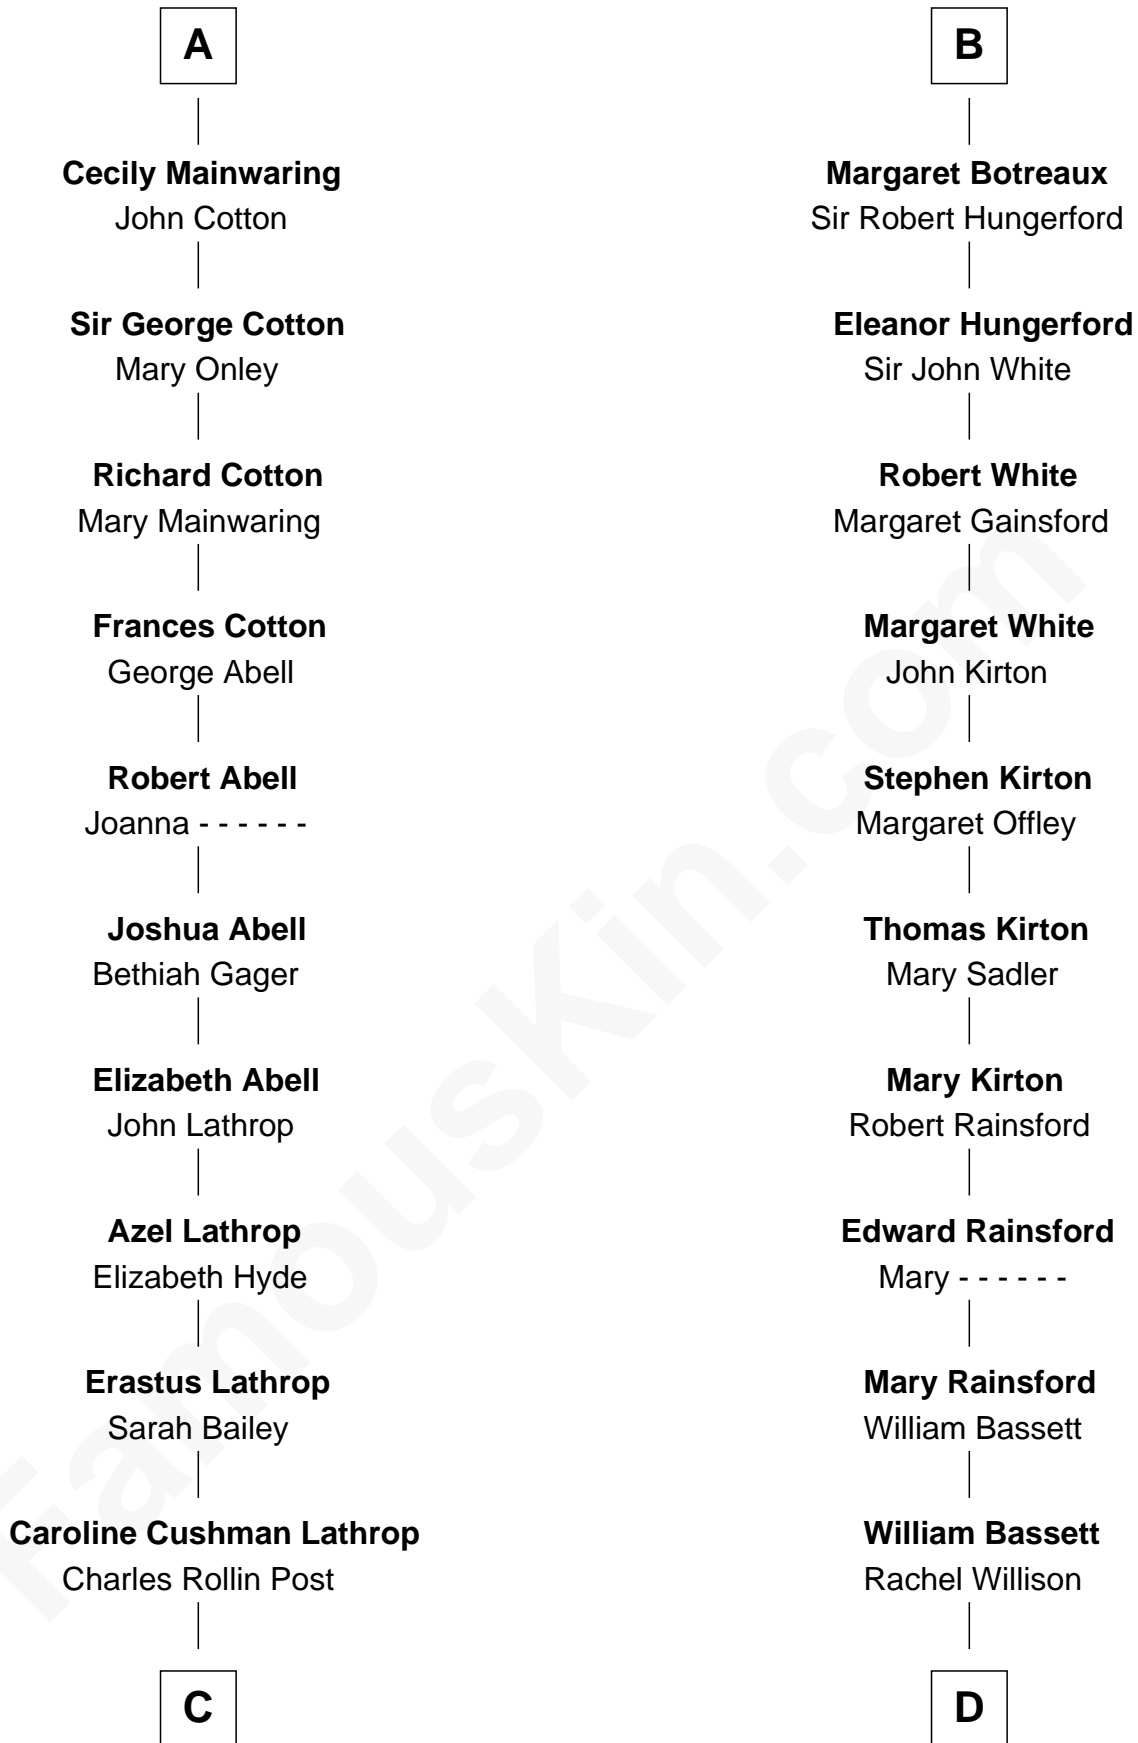 A
Cecily Mainwaring
John Cotton
Sir George Cotton
Mary Onley
Richard Cotton
Mary Mainwaring
Frances Cotton
George Abell
Robert Abell
Joanna - - - - - -
Joshua Abell
Bethiah Gager
Elizabeth Abell
John Lathrop
Azel Lathrop
Elizabeth Hyde
Erastus Lathrop
Sarah Bailey
Caroline Cushman Lathrop
Charles Rollin Post
C
B
Margaret Botreaux
Sir Robert Hungerford
Eleanor Hungerford
Sir John White
Robert White
Margaret Gainsford
Margaret White
John Kirton
Stephen Kirton
Margaret Offley
Thomas Kirton
Mary Sadler
Mary Kirton
Robert Rainsford
Edward Rainsford
Mary - - - - - -
Mary Rainsford
William Bassett
William Bassett
Rachel Willison
D
FamousKin.com